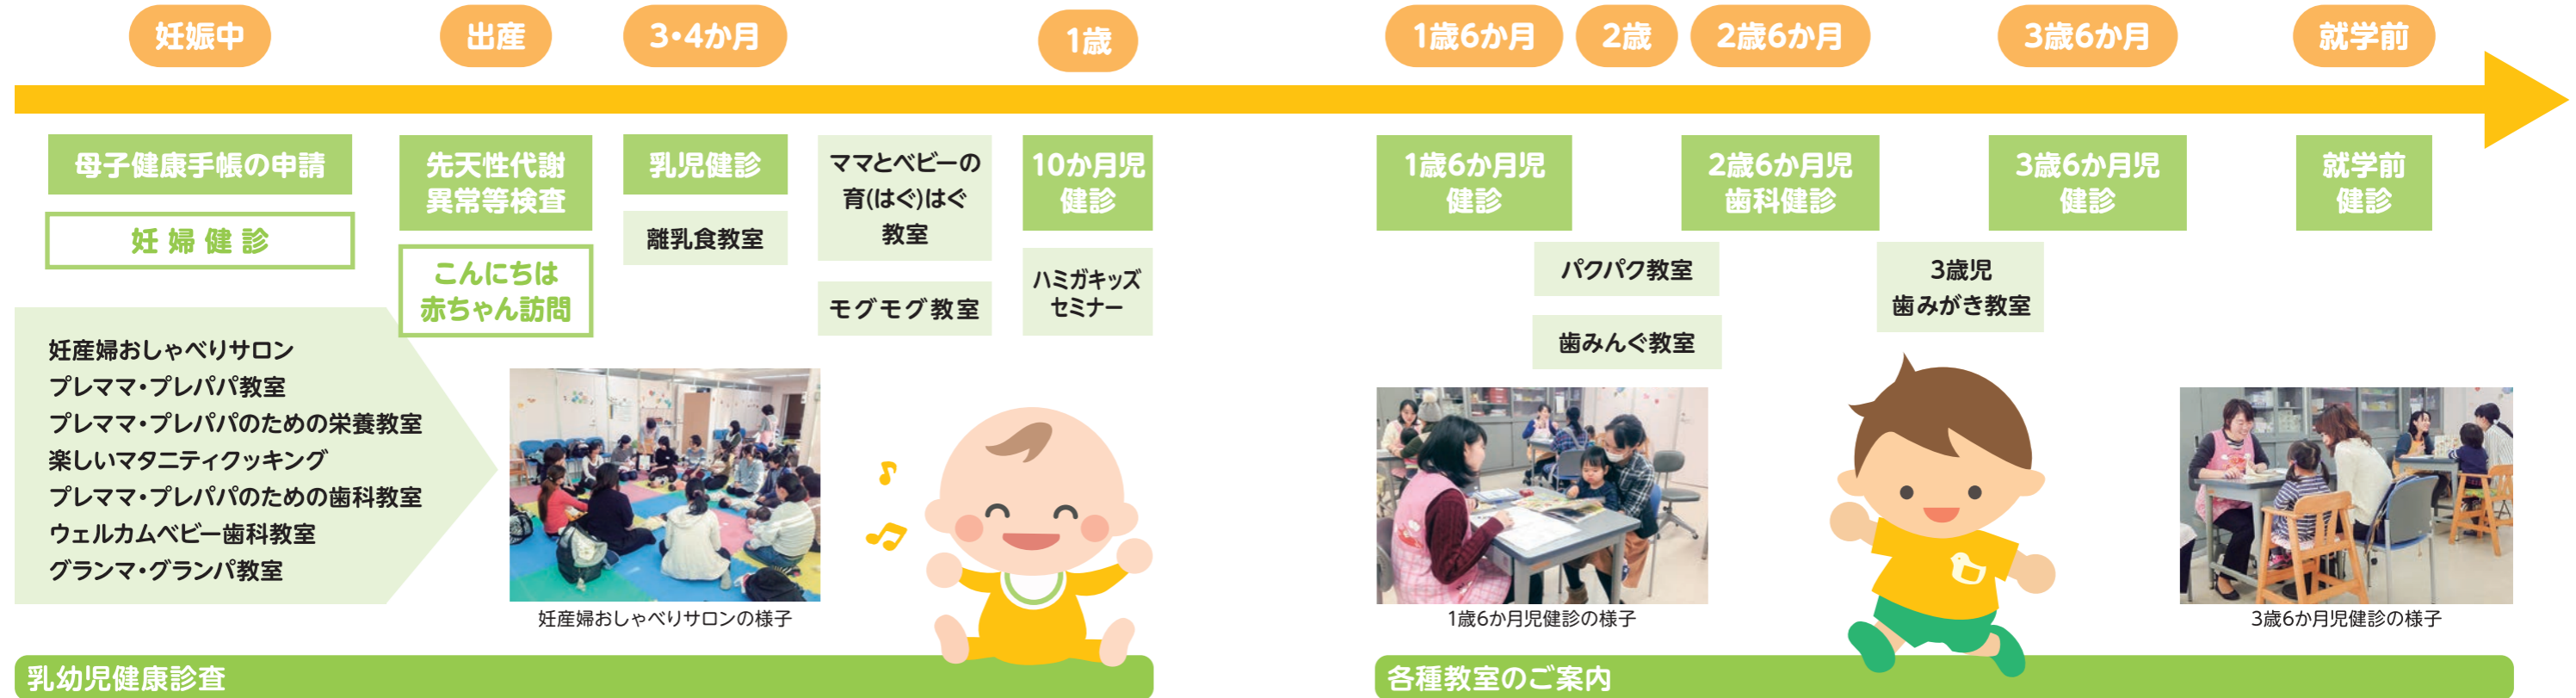 妊娠中
出産
3・4か月
1歳
1歳6か月
2歳
2歳6か月
3歳6か月
就学前
母子健康手帳の申請
妊婦健診
先天性代謝
異常等検査
こんにちは
赤ちゃん訪問
乳児健診
離乳食教室
ママとベビーの
育(はぐ)はぐ
教室
モグモグ教室
10か月児
健診
ハミガキッズ
セミナー
1歳6か月児
健診
パクパク教室
歯みんぐ教室
2歳6か月児
歯科健診
3歳児
歯みがき教室
3歳6か月児
健診
就学前
健診
妊産婦おしゃべりサロン
プレママ・プレパパ教室
プレママ・プレパパのための栄養教室
楽しいマタニティクッキング
プレママ・プレパパのための歯科教室
ウェルカムベビー歯科教室
グランマ・グランパ教室
妊産婦おしゃべりサロンの様子
1歳6か月児健診の様子
3歳6か月児健診の様子
乳幼児健康診査
各種教室のご案内